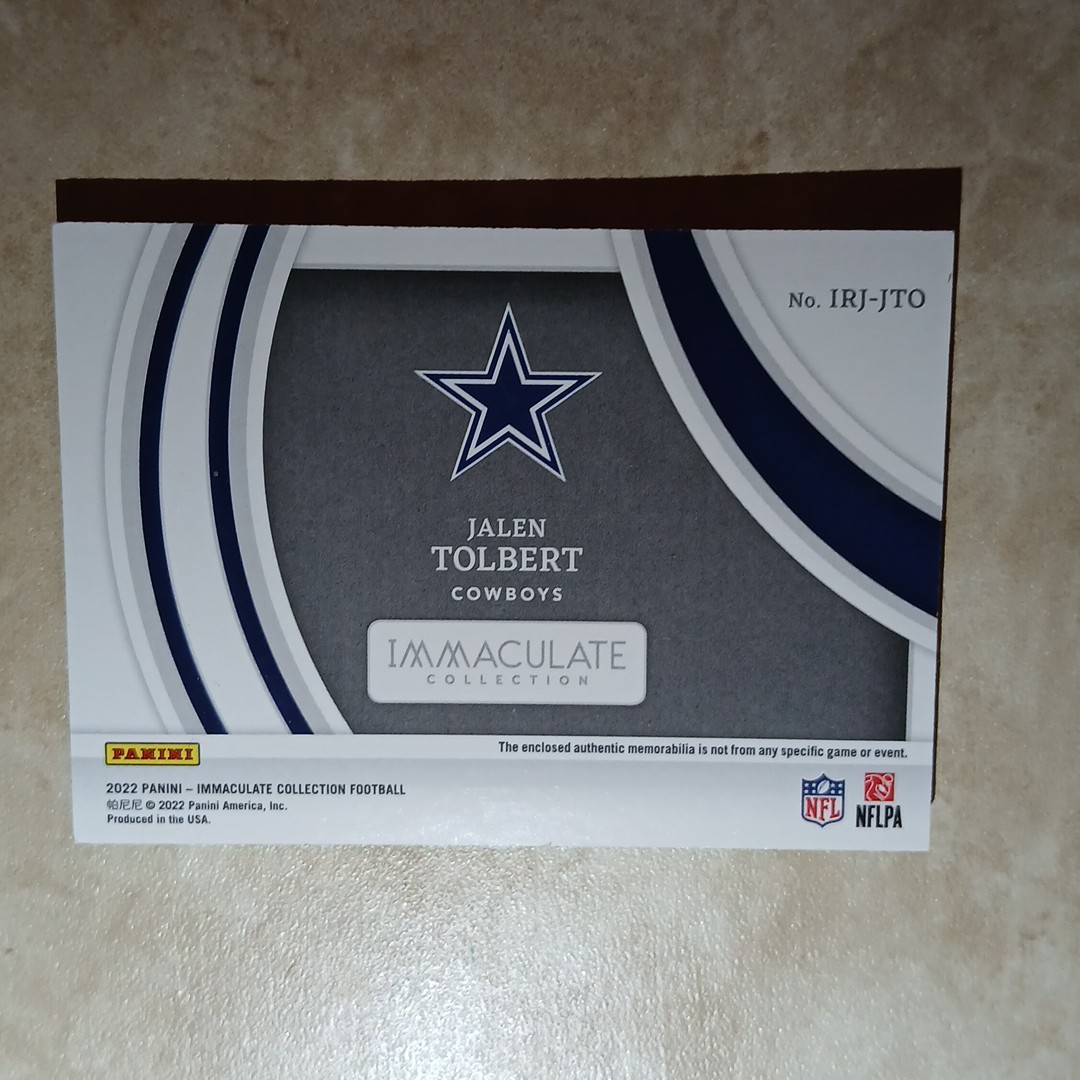 No. IRJ-JTO
JALEN
TOLBERT
COWBOYS
IMMACULATE
COLLECTION
PANINI
The enclosed authentic memorabilia is not from any specific game or event.
2022 PANINI – IMMACULATE COLLECTION FOOTBALL
帕尼尼 © 2022 Panini America, Inc.
Produced in the USA.
NFL
NFLPA